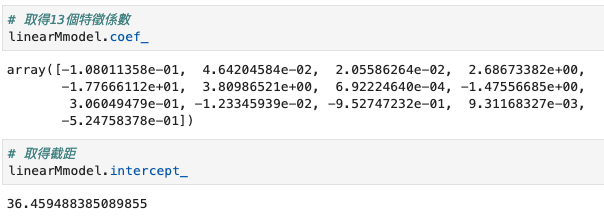 # 取得13個特徵係數
linearMmodel.coef_
array([-1.08011358e-01,  4.64204584e-02,  2.05586264e-02,  2.68673382e+00,
       -1.77666112e+01,  3.80986521e+00,  6.92224640e-04, -1.47556685e+00,
        3.06049479e-01, -1.23345939e-02, -9.52747232e-01,  9.31168327e-03,
       -5.24758378e-01])
# 取得截距
linearMmodel.intercept_
36.459488385089855